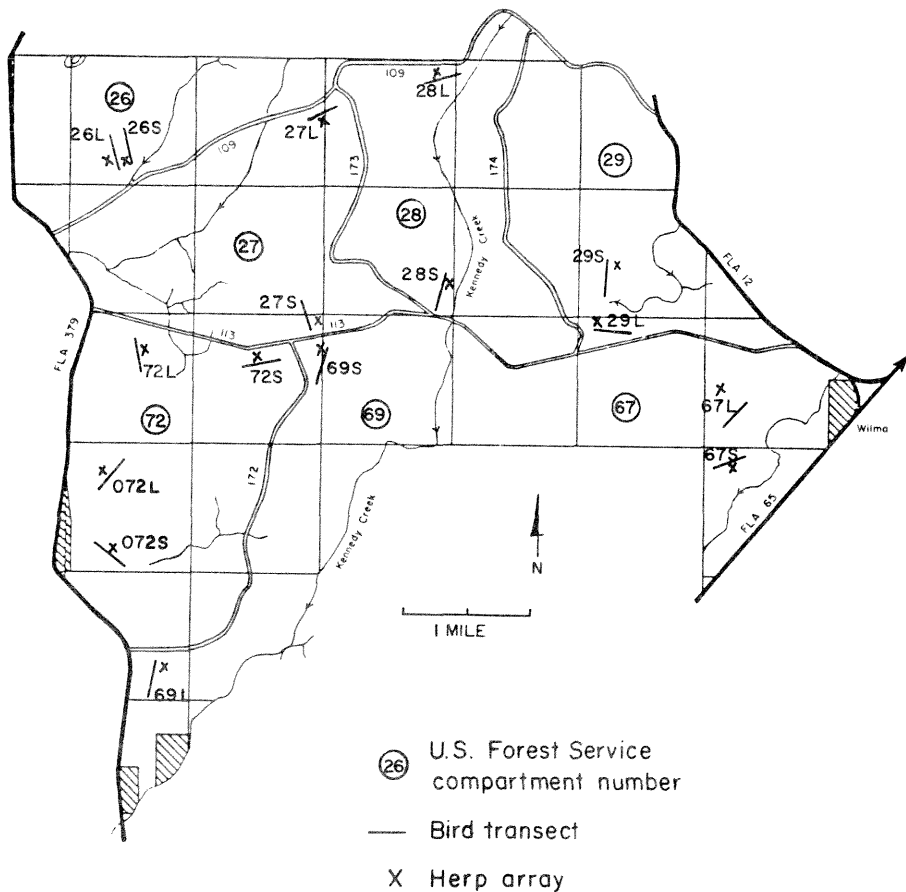 109
28L
26
26S
26L
27L
109
173
174
29
28
27
Kennedy Creek
FLA 12
29S
28S
27S
113
113
29L
FLA 379
72L
72S
69S
67L
72
69
67
Wilma
67S
072L
172
FLA 65
Kennedy Creek
072S
N
1 MILE
69L
26 U.S. Forest Service
compartment number
Bird transect
X Herp array